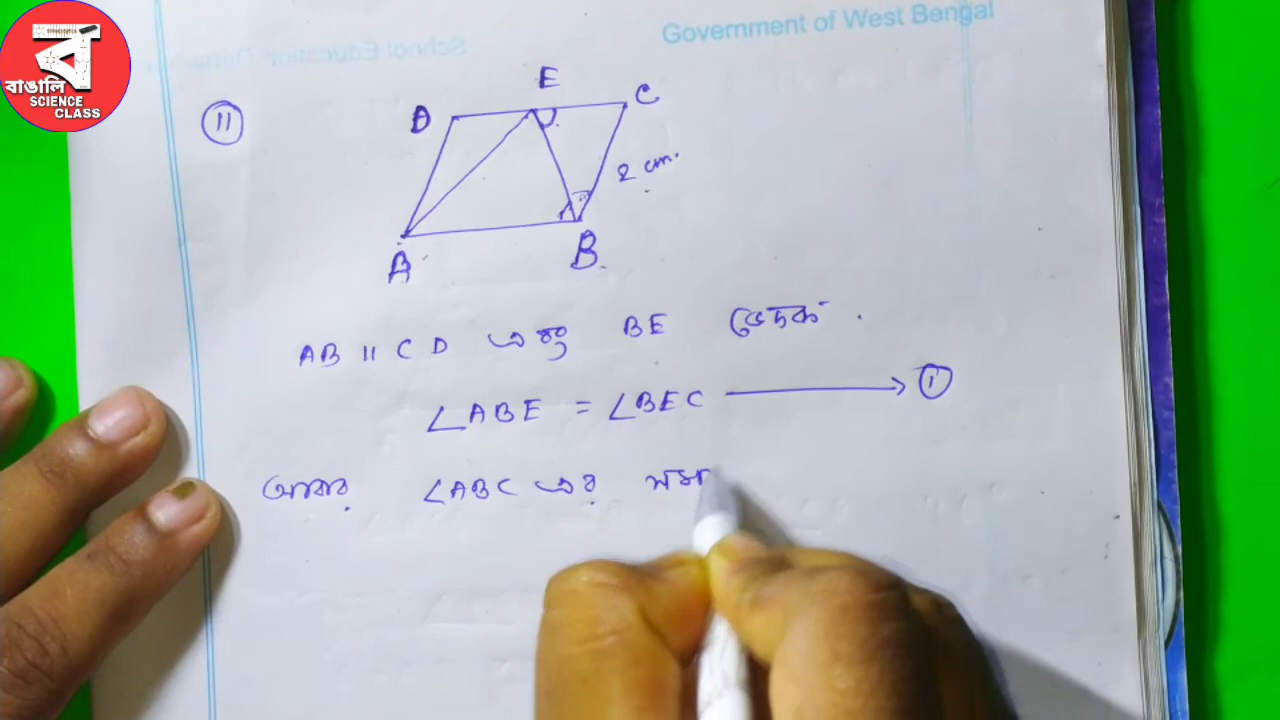 বাঙালি
SCIENCE
CLASS
Government of West Bengal
11
E
D
C
2 cm.
A
B
AB || CD এবং BE ভেদক .
∠ABE = ∠BEC → i
আবার ∠ABC এর সমা